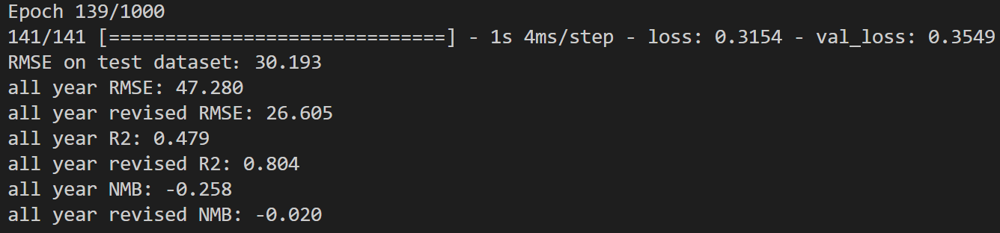 Epoch 139/1000
141/141 [==============================] - 1s 4ms/step - loss: 0.3154 - val_loss: 0.3549
RMSE on test dataset: 30.193
all year RMSE: 47.280
all year revised RMSE: 26.605
all year R2: 0.479
all year revised R2: 0.804
all year NMB: -0.258
all year revised NMB: -0.020